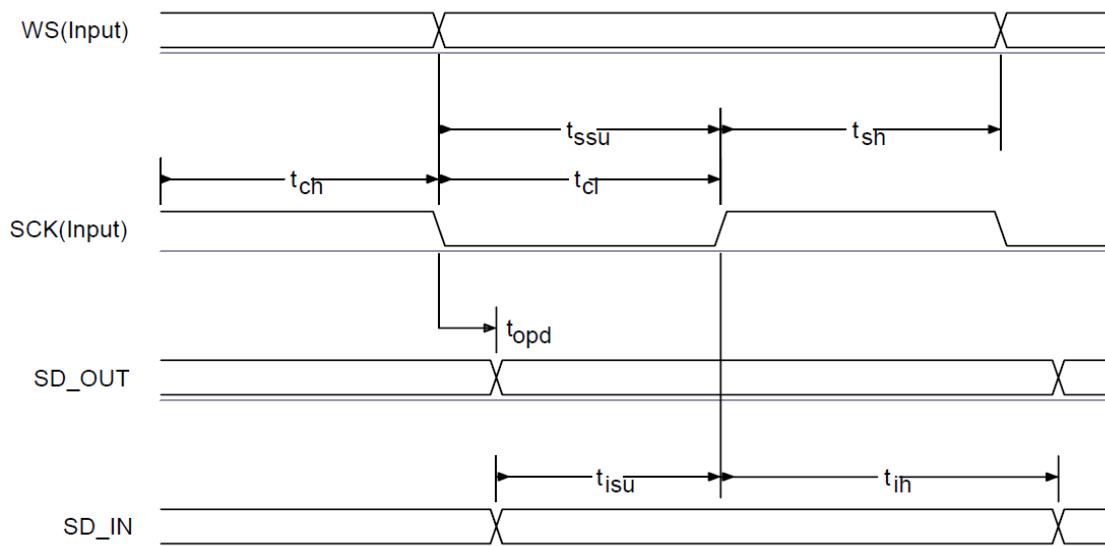 WS(Input)
tssu
tsh
tch
tcl
SCK(Input)
topd
SD_OUT
tisu
tih
SD_IN